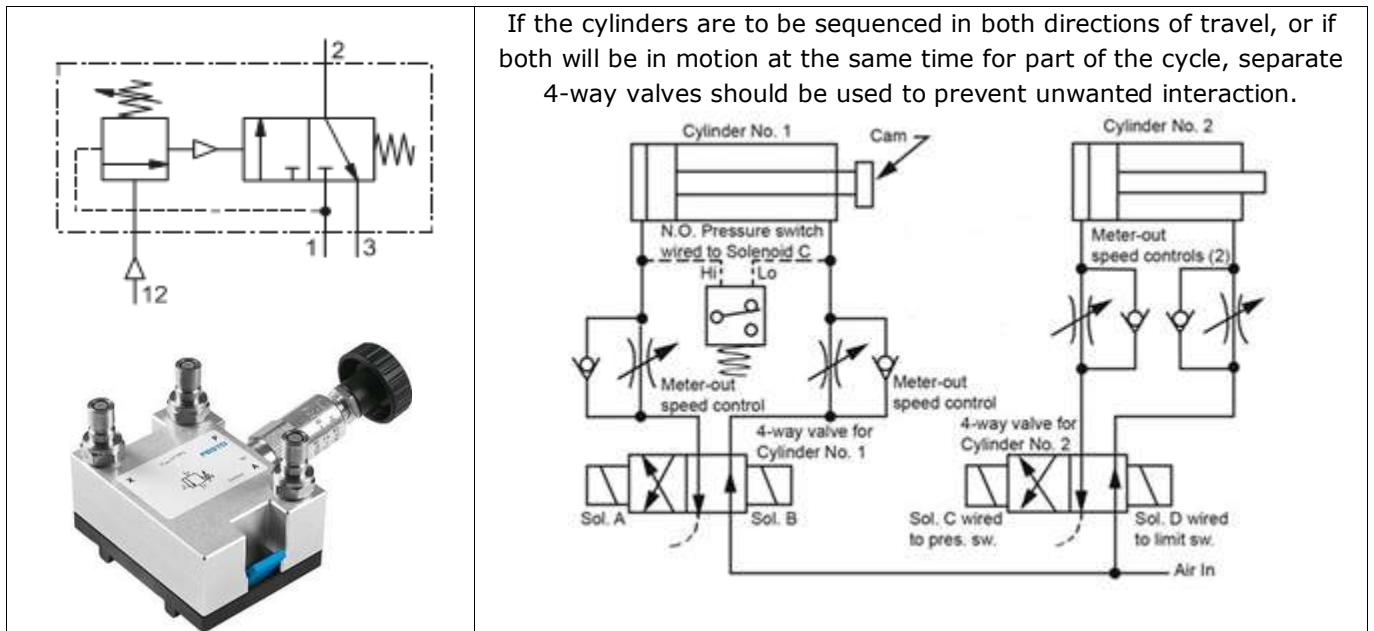 If the cylinders are to be sequenced in both directions of travel, or if
both will be in motion at the same time for part of the cycle, separate
4-way valves should be used to prevent unwanted interaction.
2
1
3
12
FESTO
P
A
X
Cylinder No. 1
Cam
Cylinder No. 2
N.O. Pressure switch
wired to Solenoid C
Hi
Lo
Meter-out
speed controls (2)
Meter-out
speed control
Meter-out
speed control
4-way valve for
Cylinder No. 1
4-way valve for
Cylinder No. 2
Sol. A
Sol. B
Sol. C wired
to pres. sw.
Sol. D wired
to limit sw.
Air In